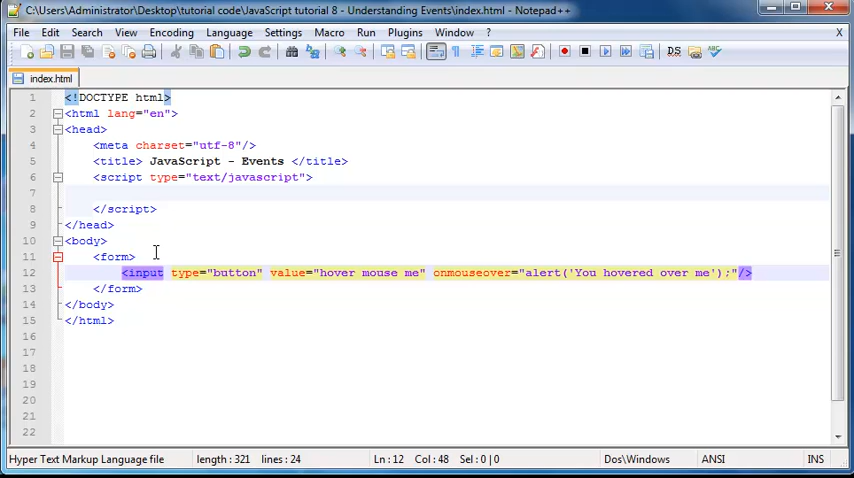 C:\Users\Administrator\Desktop\tutorial code\JavaScript tutorial 8 - Understanding Events\index.html - Notepad++
File Edit Search View Encoding Language Settings Macro Run Plugins Window ? X
DS
index.html
1 <!DOCTYPE html>
2 <html lang="en">
3 <head>
4 <meta charset="utf-8"/>
5 <title> JavaScript - Events </title>
6 <script type="text/javascript">
7
8 </script>
9 </head>
10 <body>
11 <form>
12 <input type="button" value="hover mouse me" onmouseover="alert('You hovered over me');"/>
13 </form>
14 </body>
15 </html>
16
17
18
19
20
21
22
Hyper Text Markup Language file length : 321 lines : 24 Ln : 12 Col : 48 Sel : 0 | 0 Dos\Windows ANSI INS